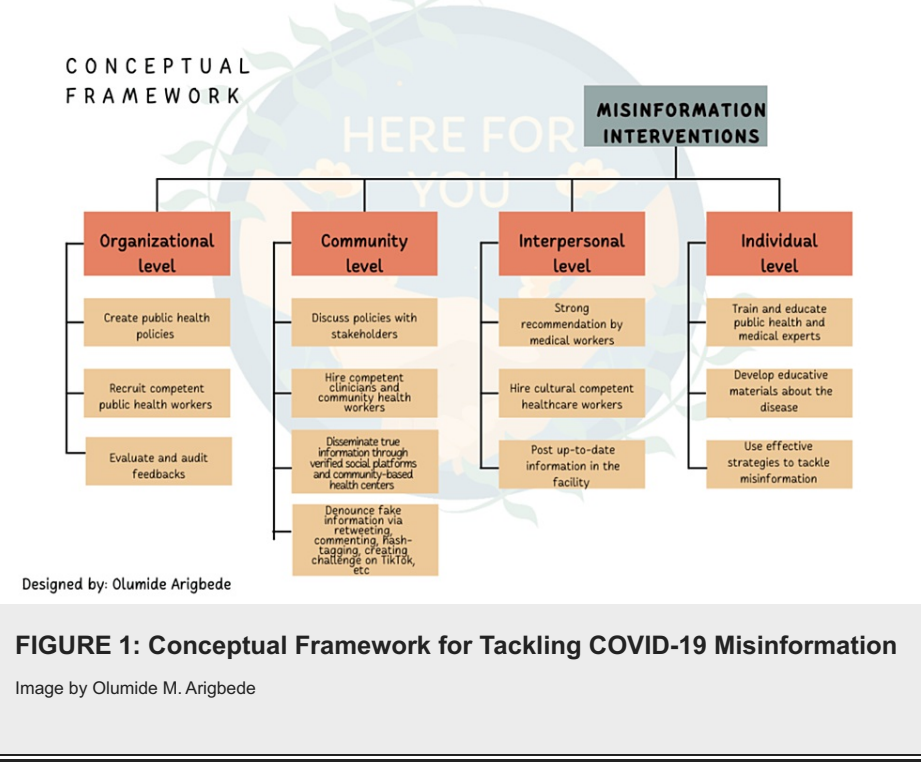 CONCEPTUAL
FRAMEWORK
HERE FOR
YOU
MISINFORMATION
INTERVENTIONS
Organizational
level
Create public health
policies
Recruit competent
public health workers
Evaluate and audit
feedbacks
Community
level
Discuss policies with
stakeholders
Hire competent
clinicians and
community health
workers
Disseminate true
information through
verified social platforms
and community-based
health centers
Denounce fake
information via
retweeting,
commenting, hash-
tagging, creating
challenge on TikTok,
etc
Interpersonal
level
Strong
recommendation by
medical workers
Hire cultural competent
healthcare workers
Post up-to-date
information in the
facility
Individual
level
Train and educate
public health and
medical experts
Develop educative
materials about the
disease
Use effective
strategies to tackle
misinformation
Designed by: Olumide Arigbede
FIGURE 1: Conceptual Framework for Tackling COVID-19 Misinformation
Image by Olumide M. Arigbede